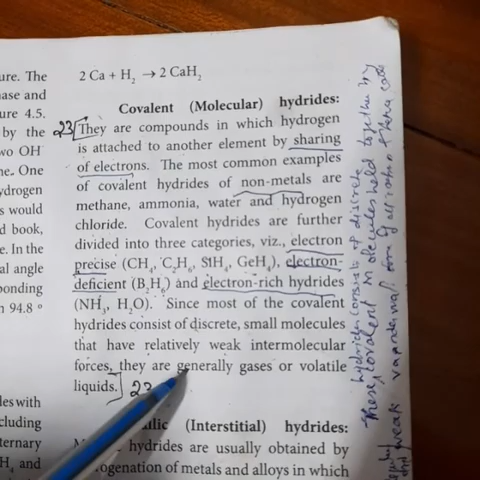 ure. The
ase and
ure 4.5.
by the
wo OH
ne. One
ydrogen
s would
d book,
e. In the
al angle
ponding
n 94.8 °
les with
cluding
ternary
H₄ and
2 Ca + H₂ → 2 CaH₂
Covalent (Molecular) hydrides:
23 They are compounds in which hydrogen
is attached to another element by sharing
of electrons. The most common examples
of covalent hydrides of non-metals are
methane, ammonia, water and hydrogen
chloride. Covalent hydrides are further
divided into three categories, viz., electron
precise (CH₄, C₂H₆, SiH₄, GeH₄), electron-
deficient (B₂H₆) and electron-rich hydrides
(NH₃, H₂O). Since most of the covalent
hydrides consist of discrete, small molecules
that have relatively weak intermolecular
forces, they are generally gases or volatile
liquids. 23
llic (Interstitial) hydrides:
hydrides are usually obtained by
ogenation of metals and alloys in which
hydrides consist of discrete
These, covalent molecules held together by
weak vanderwaal